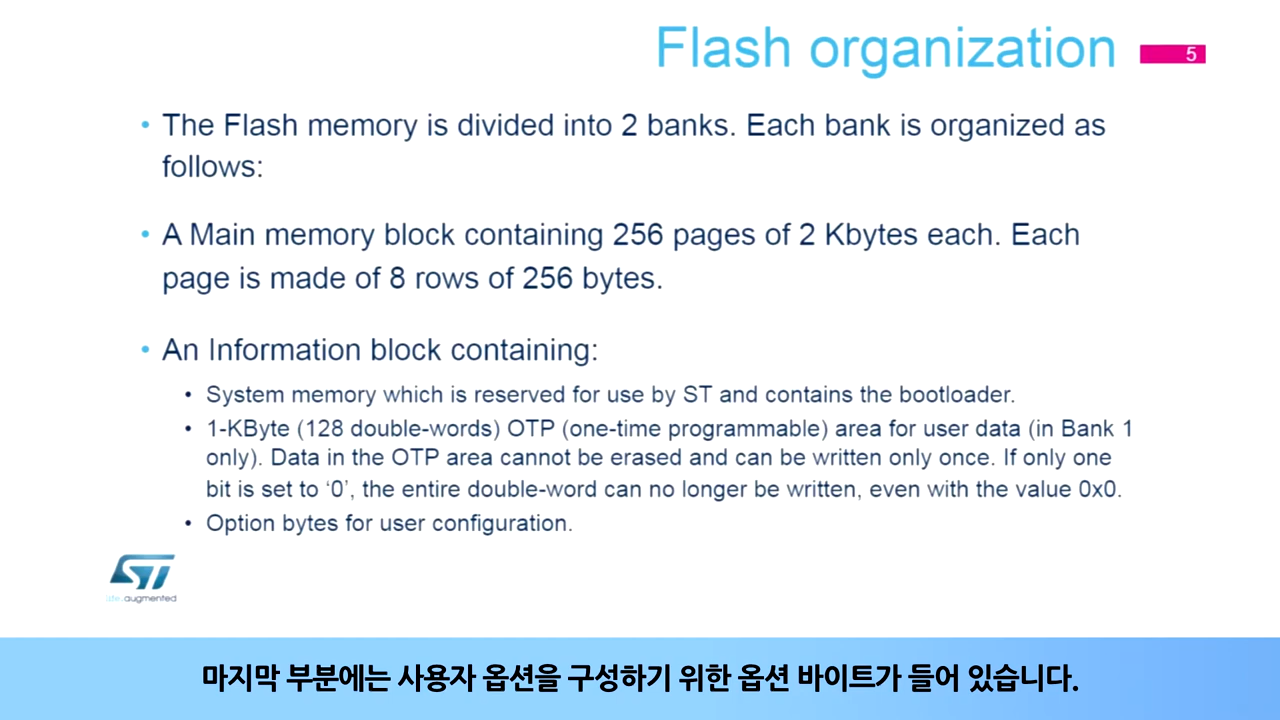 Flash organization
5
• The Flash memory is divided into 2 banks. Each bank is organized as
follows:
• A Main memory block containing 256 pages of 2 Kbytes each. Each
page is made of 8 rows of 256 bytes.
• An Information block containing:
• System memory which is reserved for use by ST and contains the bootloader.
• 1-KByte (128 double-words) OTP (one-time programmable) area for user data (in Bank 1
only). Data in the OTP area cannot be erased and can be written only once. If only one
bit is set to ‘0’, the entire double-word can no longer be written, even with the value 0x0.
• Option bytes for user configuration.
ST
life.augmented
마지막 부분에는 사용자 옵션을 구성하기 위한 옵션 바이트가 들어 있습니다.